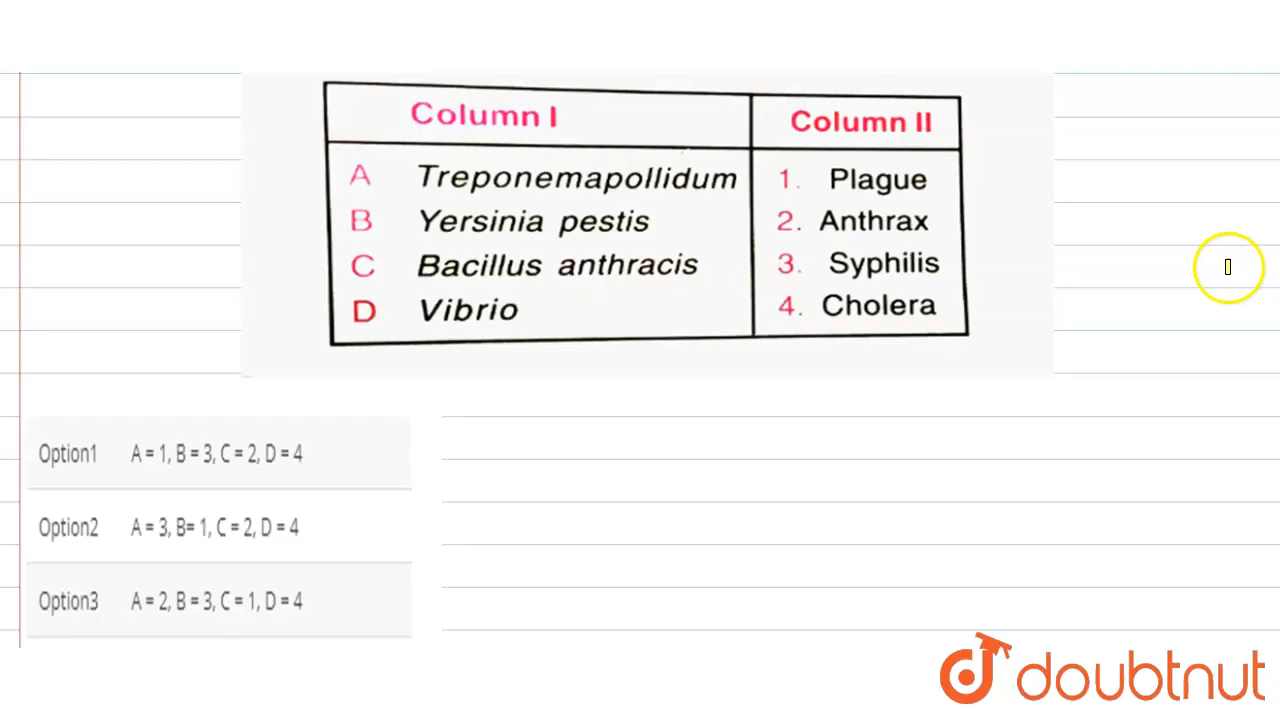 Column I Column II
A Treponemapollidum 1. Plague
B Yersinia pestis 2. Anthrax
C Bacillus anthracis 3. Syphilis
D Vibrio 4. Cholera
Option1 A = 1, B = 3, C = 2, D = 4
Option2 A = 3, B= 1, C = 2, D = 4
Option3 A = 2, B = 3, C = 1, D = 4
doubtnut